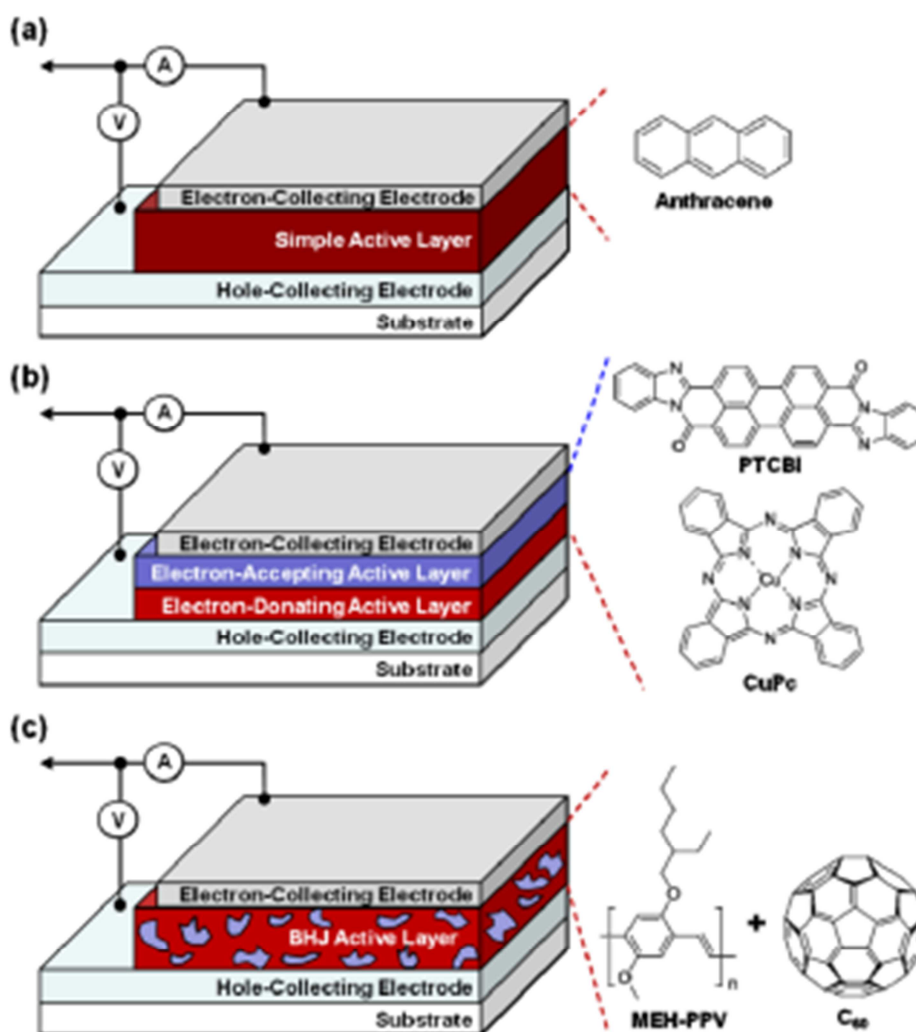 (a)
A
V
Electron-Collecting Electrode
Simple Active Layer
Hole-Collecting Electrode
Substrate
Anthracene
(b)
A
V
Electron-Collecting Electrode
Electron-Accepting Active Layer
Electron-Donating Active Layer
Hole-Collecting Electrode
Substrate
N
O
N
N
O
N
PTCBI
N
N
N
N
Cu
N
N
N
N
CuPc
(c)
A
V
Electron-Collecting Electrode
BHJ Active Layer
Hole-Collecting Electrode
Substrate
O
O
n
MEH-PPV
+
C₆₀